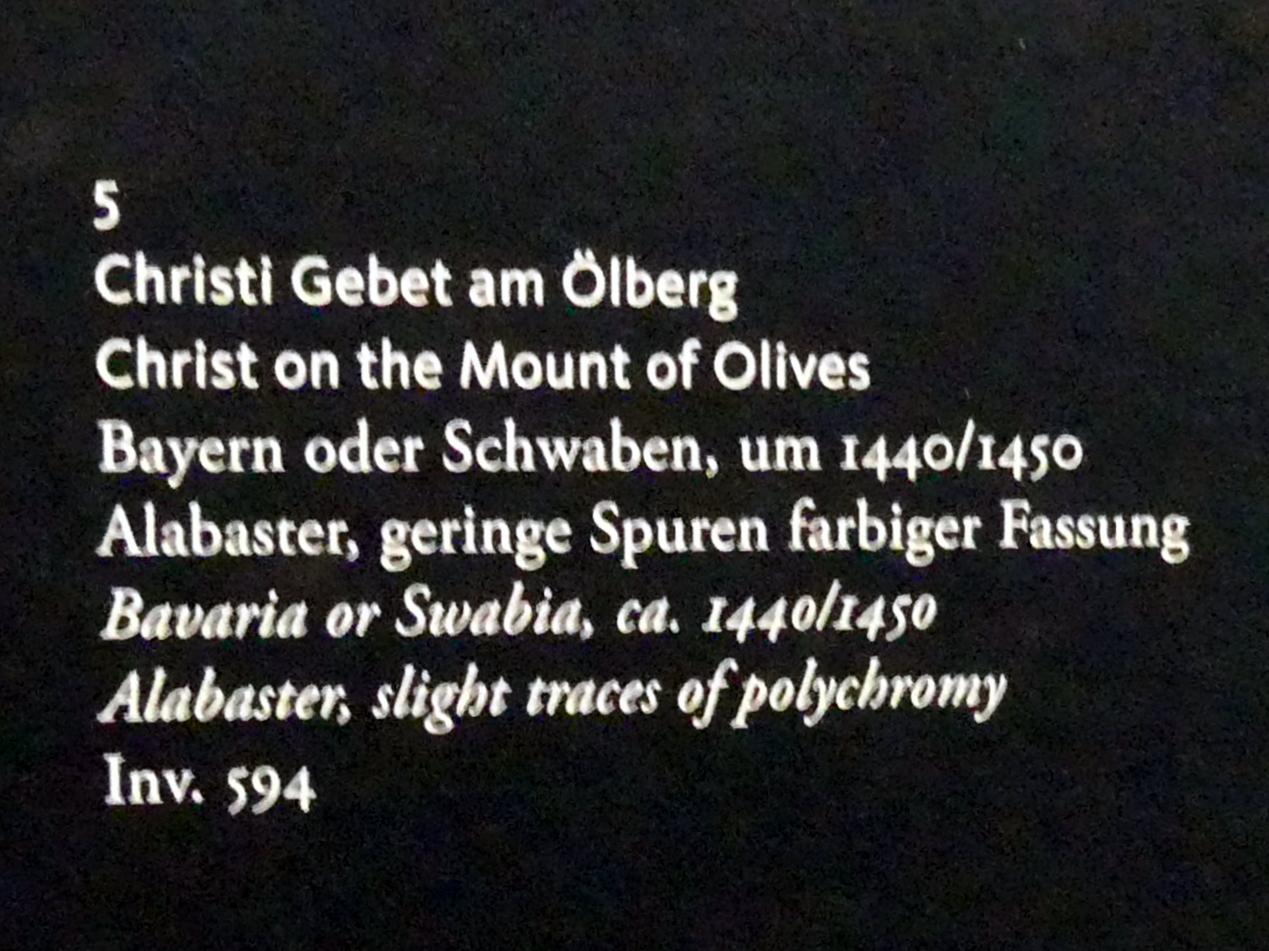 5
Christi Gebet am Ölberg
Christ on the Mount of Olives
Bayern oder Schwaben, um 1440/1450
Alabaster, geringe Spuren farbiger Fassung
Bavaria or Swabia, ca. 1440/1450
Alabaster, slight traces of polychromy
Inv. 594